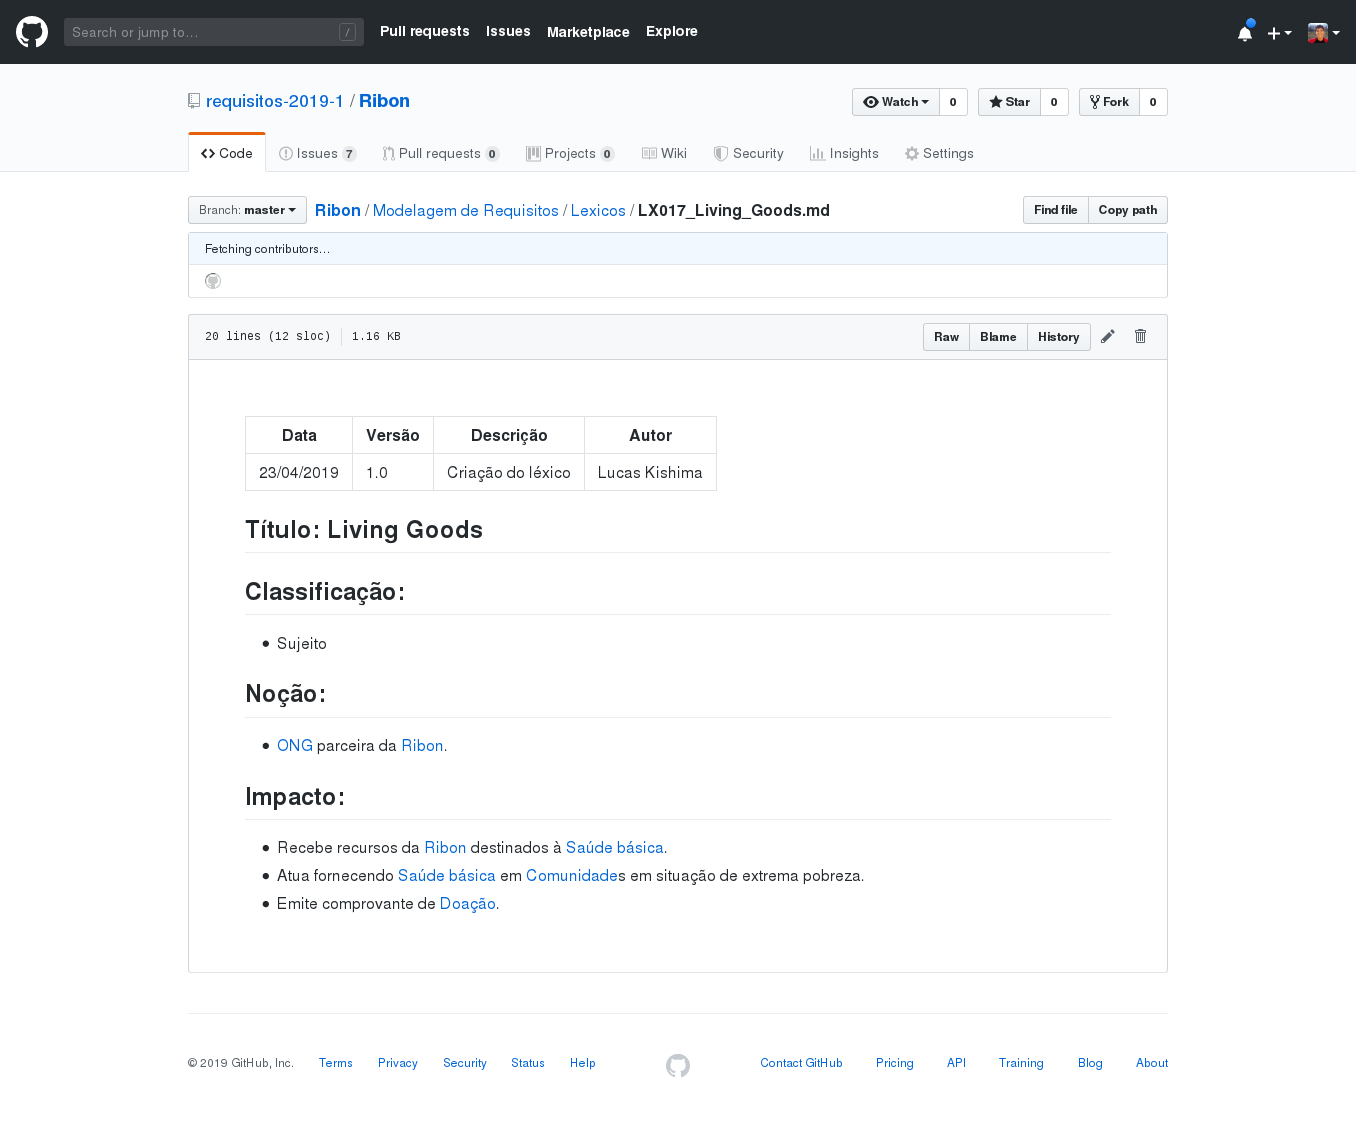 Search or jump to… /
Pull requests Issues Marketplace Explore
requisitos-2019-1 / Ribon
Watch 0 Star 0 Fork 0
Code Issues 7 Pull requests 0 Projects 0 Wiki Security Insights Settings
Branch: master Ribon / Modelagem de Requisitos / Lexicos / LX017_Living_Goods.md Find file Copy path
Fetching contributors…
20 lines (12 sloc) 1.16 KB Raw Blame History
Data Versão Descrição Autor
23/04/2019 1.0 Criação do léxico Lucas Kishima
Título: Living Goods
Classificação:
Sujeito
Noção:
ONG parceira da Ribon.
Impacto:
Recebe recursos da Ribon destinados à Saúde básica.
Atua fornecendo Saúde básica em Comunidades em situação de extrema pobreza.
Emite comprovante de Doação.
© 2019 GitHub, Inc. Terms Privacy Security Status Help Contact GitHub Pricing API Training Blog About